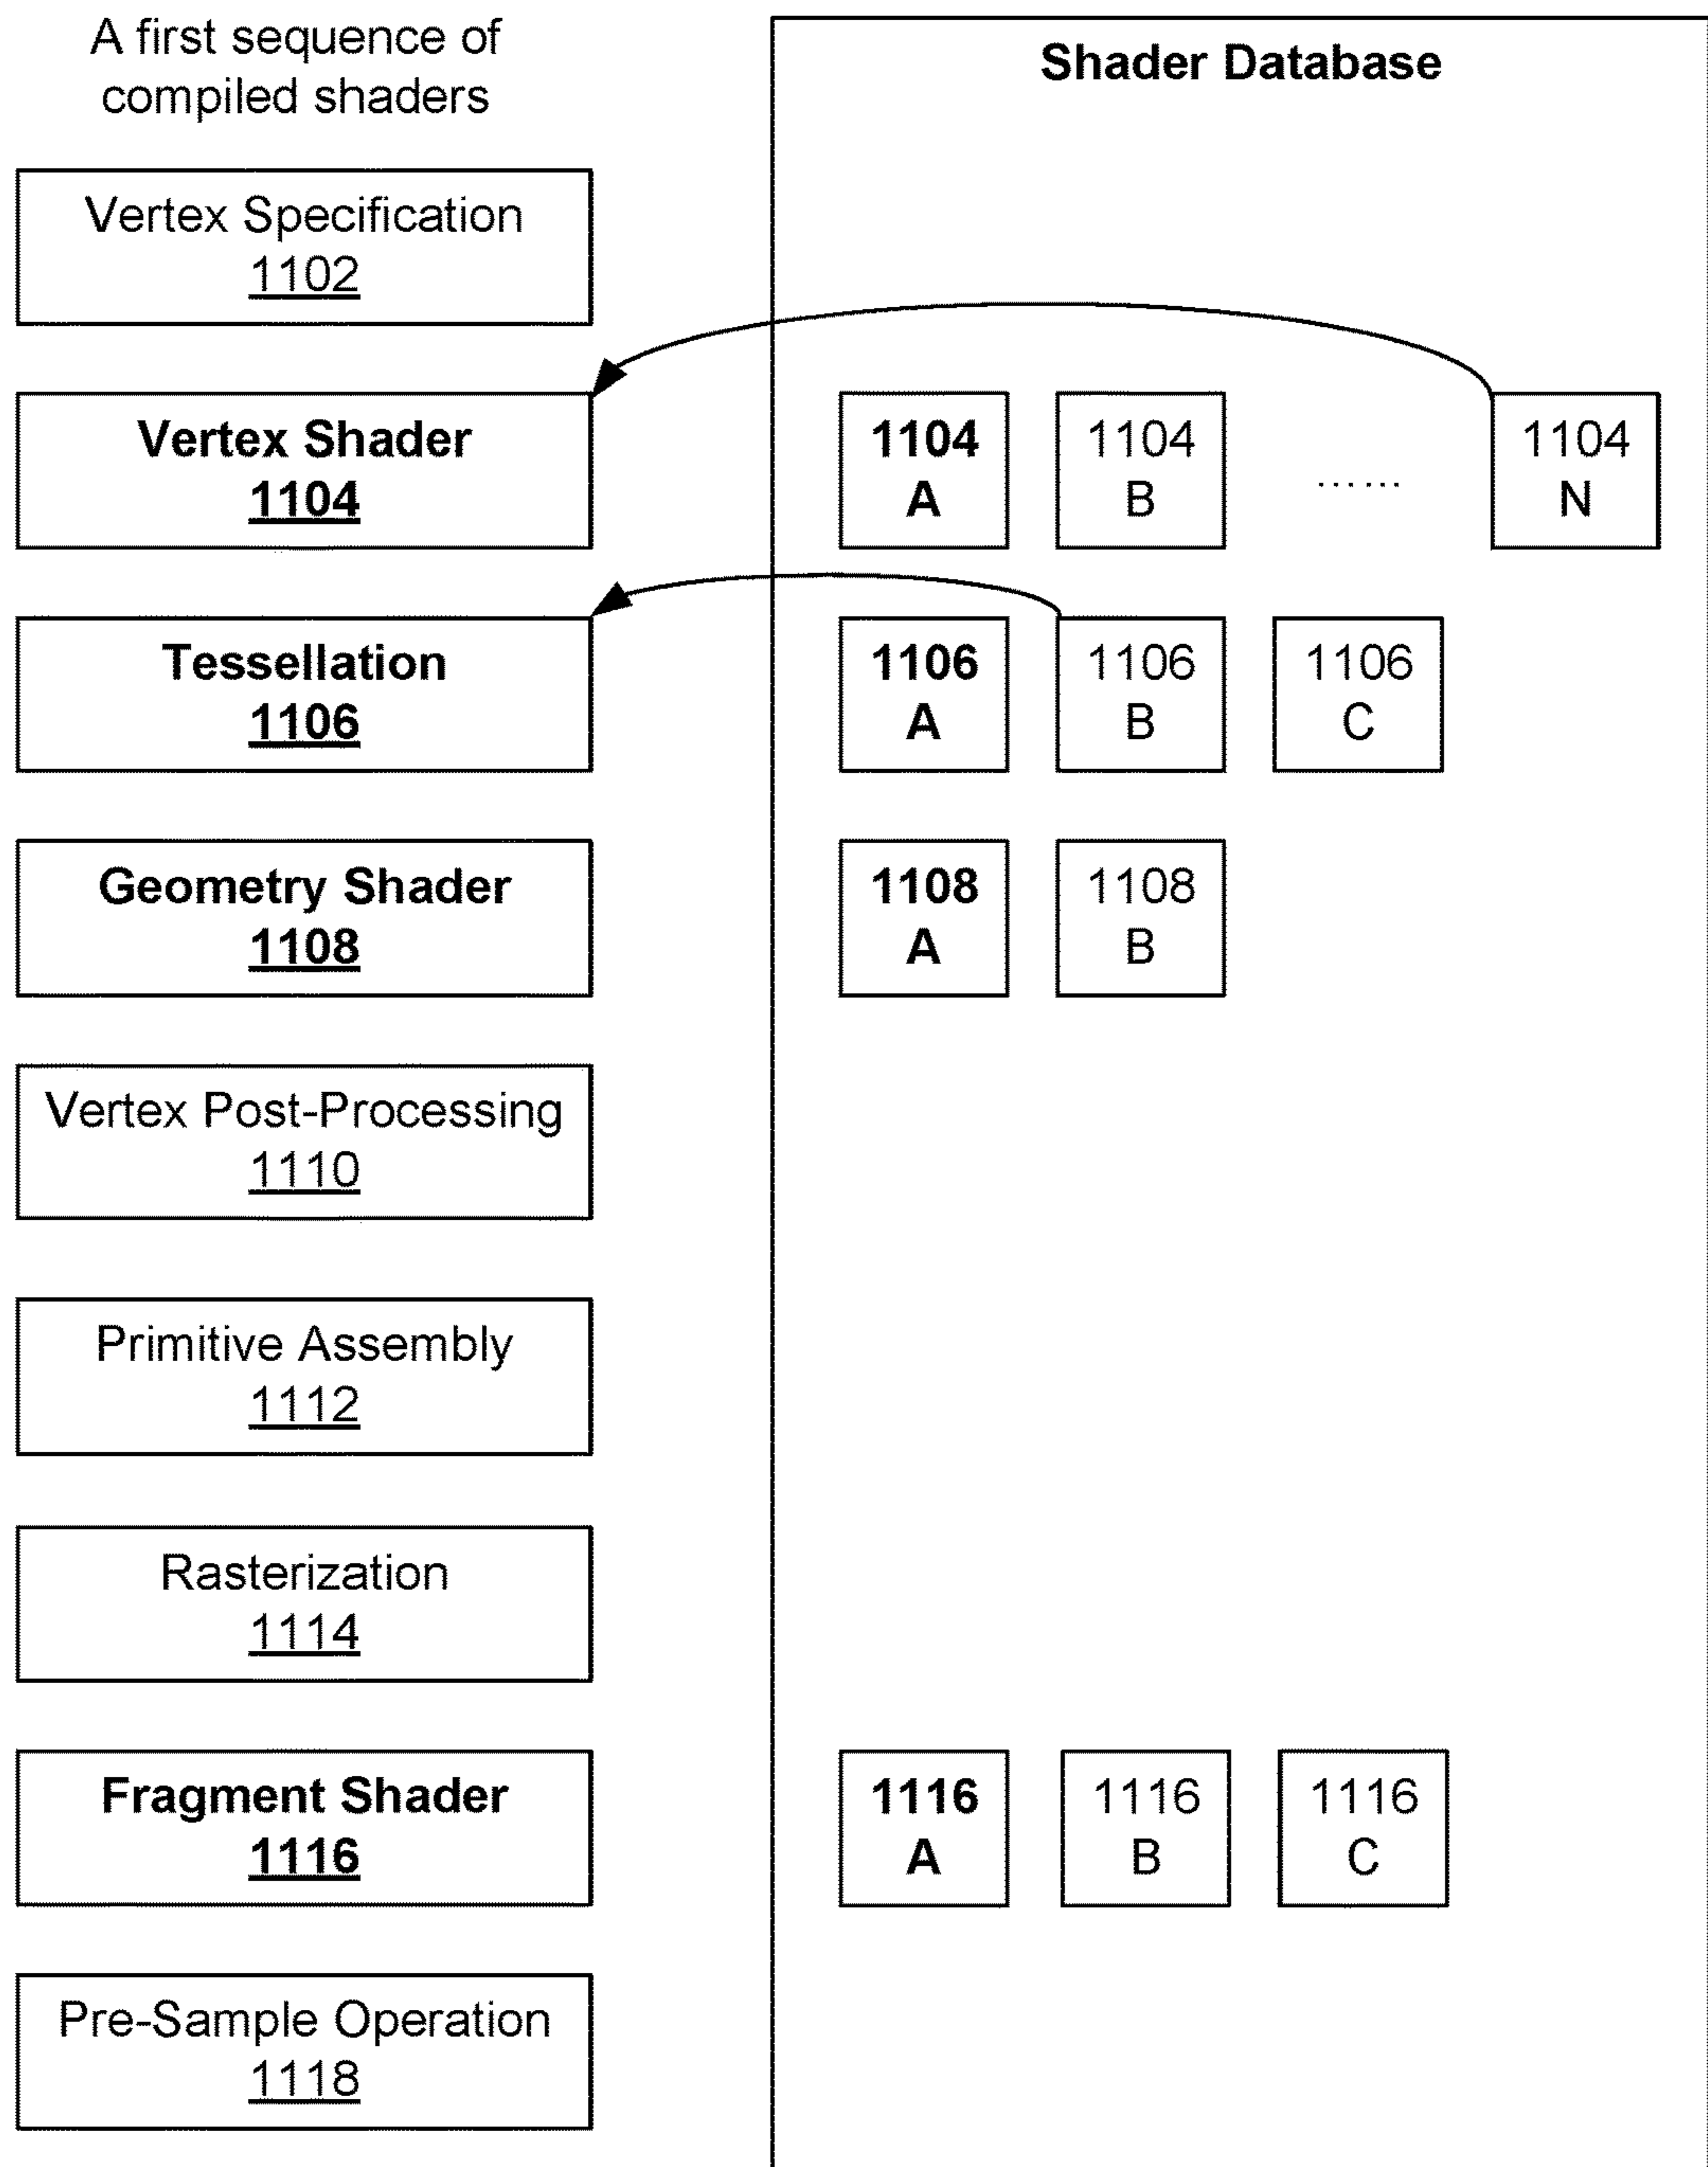 A first sequence of
compiled shaders
Shader Database
Vertex Specification
1102
Vertex Shader
1104
1104
A
1104
B
......
1104
N
Tessellation
1106
1106
A
1106
B
1106
C
Geometry Shader
1108
1108
A
1108
B
Vertex Post-Processing
1110
Primitive Assembly
1112
Rasterization
1114
Fragment Shader
1116
1116
A
1116
B
1116
C
Pre-Sample Operation
1118